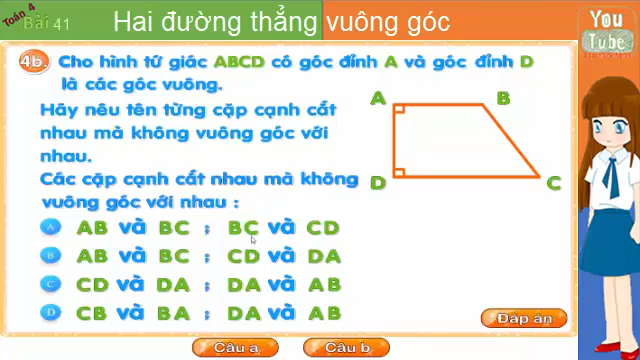 Toán 4
Bài 41
Hai đường thẳng vuông góc
You
Tube
4b.
Cho hình tứ giác ABCD có góc đỉnh A và góc đỉnh D
là các góc vuông.
Hãy nêu tên từng cặp cạnh cắt
nhau mà không vuông góc với
nhau.
Các cặp cạnh cắt nhau mà không
vuông góc với nhau :
A
B
D
C
A AB và BC ; BC và CD
B AB và BC ; CD và DA
C CD và DA ; DA và AB
D CB và BA ; DA và AB
Đáp án
Câu a
Câu b